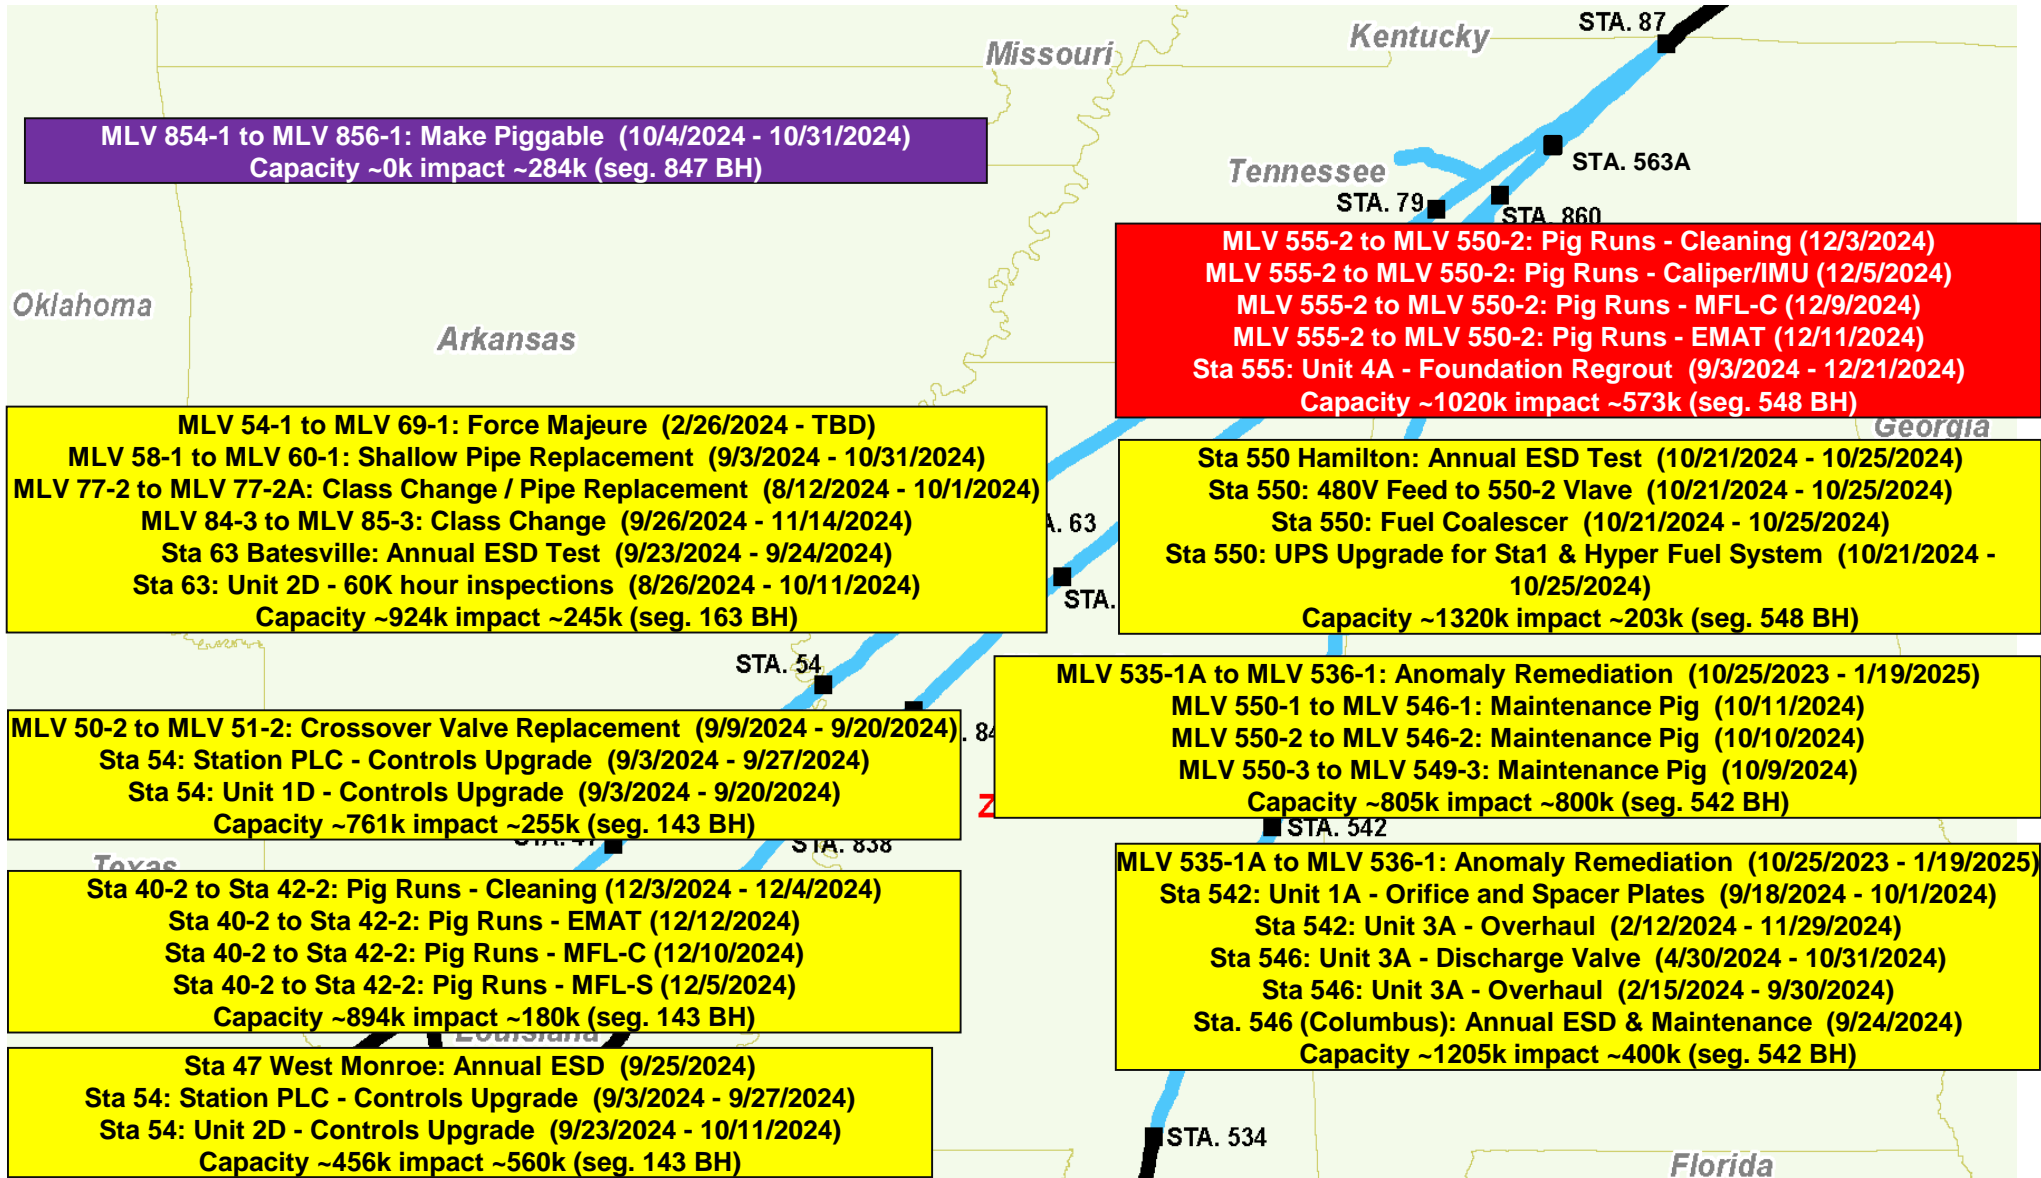 STA. 87
Kentucky
Missouri
MLV 854-1 to MLV 856-1: Make Piggable (10/4/2024 - 10/31/2024)
Capacity ~0k impact ~284k (seg. 847 BH)
STA. 563A
Tennessee
STA. 79
STA. 860
MLV 555-2 to MLV 550-2: Pig Runs - Cleaning (12/3/2024)
MLV 555-2 to MLV 550-2: Pig Runs - Caliper/IMU (12/5/2024)
MLV 555-2 to MLV 550-2: Pig Runs - MFL-C (12/9/2024)
MLV 555-2 to MLV 550-2: Pig Runs - EMAT (12/11/2024)
Sta 555: Unit 4A - Foundation Regrout (9/3/2024 - 12/21/2024)
Capacity ~1020k impact ~573k (seg. 548 BH)
Oklahoma
Arkansas
Georgia
MLV 54-1 to MLV 69-1: Force Majeure (2/26/2024 - TBD)
MLV 58-1 to MLV 60-1: Shallow Pipe Replacement (9/3/2024 - 10/31/2024)
MLV 77-2 to MLV 77-2A: Class Change / Pipe Replacement (8/12/2024 - 10/1/2024)
MLV 84-3 to MLV 85-3: Class Change (9/26/2024 - 11/14/2024)
Sta 63 Batesville: Annual ESD Test (9/23/2024 - 9/24/2024)
Sta 63: Unit 2D - 60K hour inspections (8/26/2024 - 10/11/2024)
Capacity ~924k impact ~245k (seg. 163 BH)
63
STA.
Sta 550 Hamilton: Annual ESD Test (10/21/2024 - 10/25/2024)
Sta 550: 480V Feed to 550-2 Vlave (10/21/2024 - 10/25/2024)
Sta 550: Fuel Coalescer (10/21/2024 - 10/25/2024)
Sta 550: UPS Upgrade for Sta1 & Hyper Fuel System (10/21/2024 -
10/25/2024)
Capacity ~1320k impact ~203k (seg. 548 BH)
STA. 54
MLV 535-1A to MLV 536-1: Anomaly Remediation (10/25/2023 - 1/19/2025)
MLV 550-1 to MLV 546-1: Maintenance Pig (10/11/2024)
MLV 550-2 to MLV 546-2: Maintenance Pig (10/10/2024)
MLV 550-3 to MLV 549-3: Maintenance Pig (10/9/2024)
Capacity ~805k impact ~800k (seg. 542 BH)
MLV 50-2 to MLV 51-2: Crossover Valve Replacement (9/9/2024 - 9/20/2024)
Sta 54: Station PLC - Controls Upgrade (9/3/2024 - 9/27/2024)
Sta 54: Unit 1D - Controls Upgrade (9/3/2024 - 9/20/2024)
Capacity ~761k impact ~255k (seg. 143 BH)
Z
STA. 542
STA. 838
Texas
Sta 40-2 to Sta 42-2: Pig Runs - Cleaning (12/3/2024 - 12/4/2024)
Sta 40-2 to Sta 42-2: Pig Runs - EMAT (12/12/2024)
Sta 40-2 to Sta 42-2: Pig Runs - MFL-C (12/10/2024)
Sta 40-2 to Sta 42-2: Pig Runs - MFL-S (12/5/2024)
Capacity ~894k impact ~180k (seg. 143 BH)
MLV 535-1A to MLV 536-1: Anomaly Remediation (10/25/2023 - 1/19/2025)
Sta 542: Unit 1A - Orifice and Spacer Plates (9/18/2024 - 10/1/2024)
Sta 542: Unit 3A - Overhaul (2/12/2024 - 11/29/2024)
Sta 546: Unit 3A - Discharge Valve (4/30/2024 - 10/31/2024)
Sta 546: Unit 3A - Overhaul (2/15/2024 - 9/30/2024)
Sta. 546 (Columbus): Annual ESD & Maintenance (9/24/2024)
Capacity ~1205k impact ~400k (seg. 542 BH)
Louisiana
Sta 47 West Monroe: Annual ESD (9/25/2024)
Sta 54: Station PLC - Controls Upgrade (9/3/2024 - 9/27/2024)
Sta 54: Unit 2D - Controls Upgrade (9/23/2024 - 10/11/2024)
Capacity ~456k impact ~560k (seg. 143 BH)
STA. 534
Florida